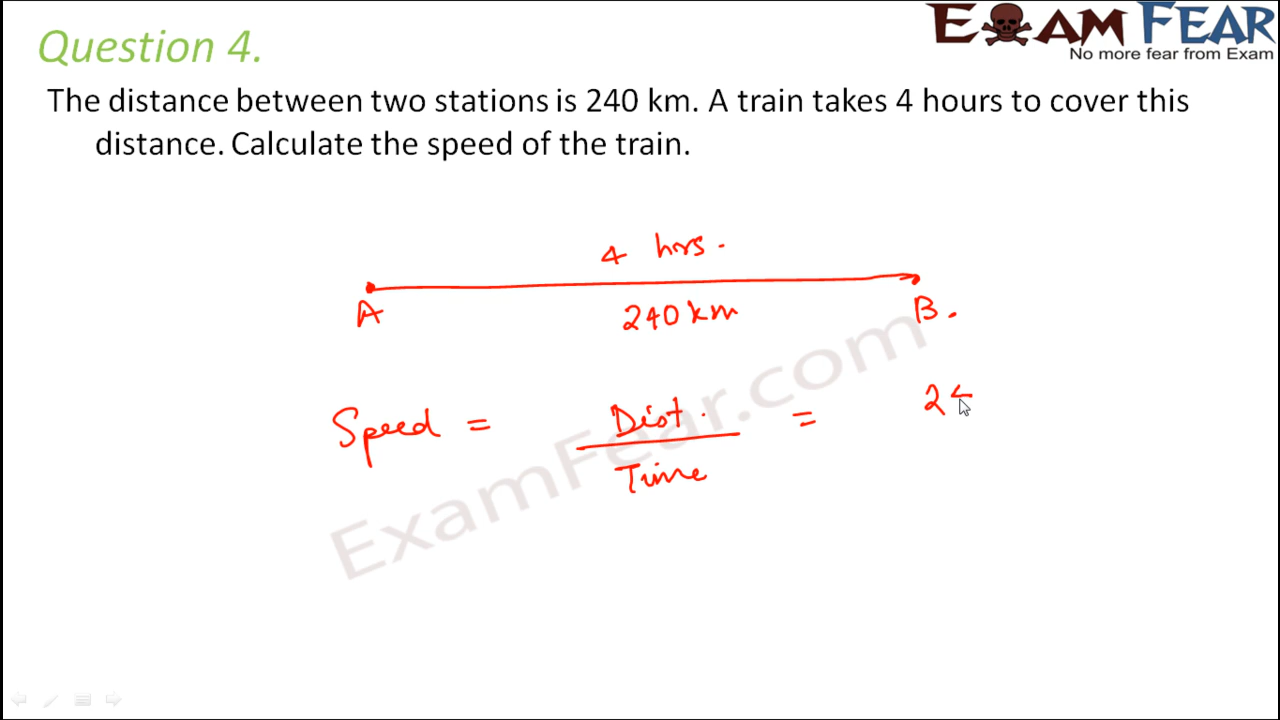 Question 4.
EXAM FEAR
No more fear from Exam
The distance between two stations is 240 km. A train takes 4 hours to cover this
distance. Calculate the speed of the train.
4 hrs.
A 240 km B.
Speed = Dist. = 24
Time
ExamFear.com